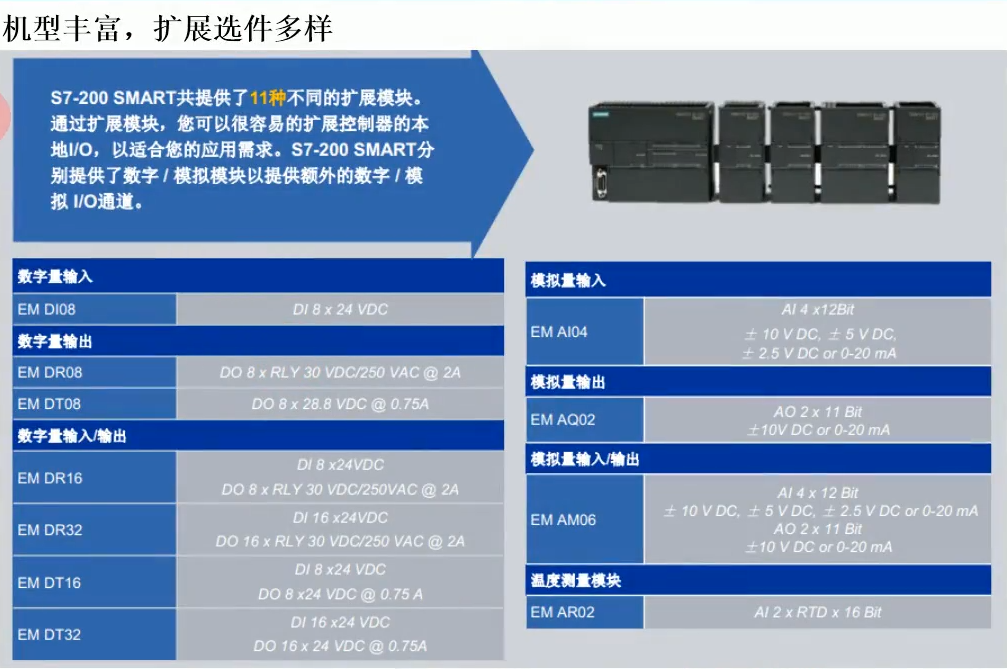 机型丰富，扩展选件多样
S7-200 SMART共提供了11种不同的扩展模块。
通过扩展模块，您可以很容易的扩展控制器的本
地I/O，以适合您的应用需求。S7-200 SMART分
别提供了数字 / 模拟模块以提供额外的数字 / 模
拟 I/O通道。
数字量输入
EM DI08
DI 8 x 24 VDC
数字量输出
EM DR08
DO 8 x RLY 30 VDC/250 VAC @ 2A
EM DT08
DO 8 x 28.8 VDC @ 0.75A
数字量输入/输出
EM DR16
DI 8 x24VDC
DO 8 x RLY 30 VDC/250VAC @ 2A
EM DR32
DI 16 x24VDC
DO 16 x RLY 30 VDC/250 VAC @ 2A
EM DT16
DI 8 x24 VDC
DO 8 x24 VDC @ 0.75 A
EM DT32
DI 16 x24 VDC
DO 16 x 24 VDC @ 0.75A
模拟量输入
EM AI04
AI 4 x12Bit
± 10 V DC, ± 5 V DC,
± 2.5 V DC or 0-20 mA
模拟量输出
EM AQ02
AO 2 x 11 Bit
±10V DC or 0-20 mA
模拟量输入/输出
EM AM06
AI 4 x 12 Bit
± 10 V DC, ± 5 V DC, ± 2.5 V DC or 0-20 mA
AO 2 x 11 Bit
±10 V DC or 0-20 mA
温度测量模块
EM AR02
AI 2 x RTD x 16 Bit